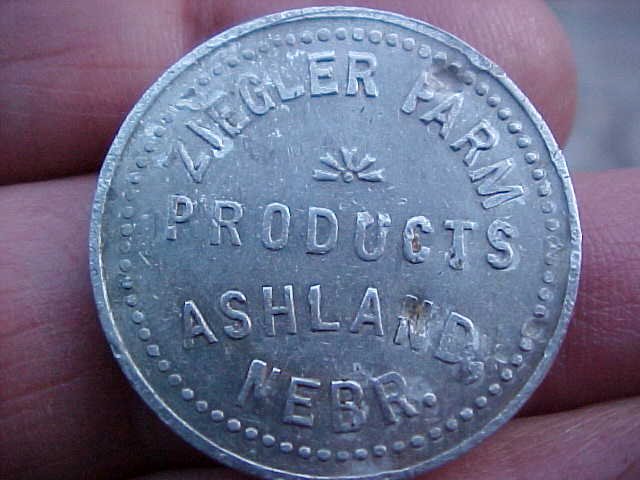 ZIEGLER FARM
PRODUCTS
ASHLAND,
NEBR.